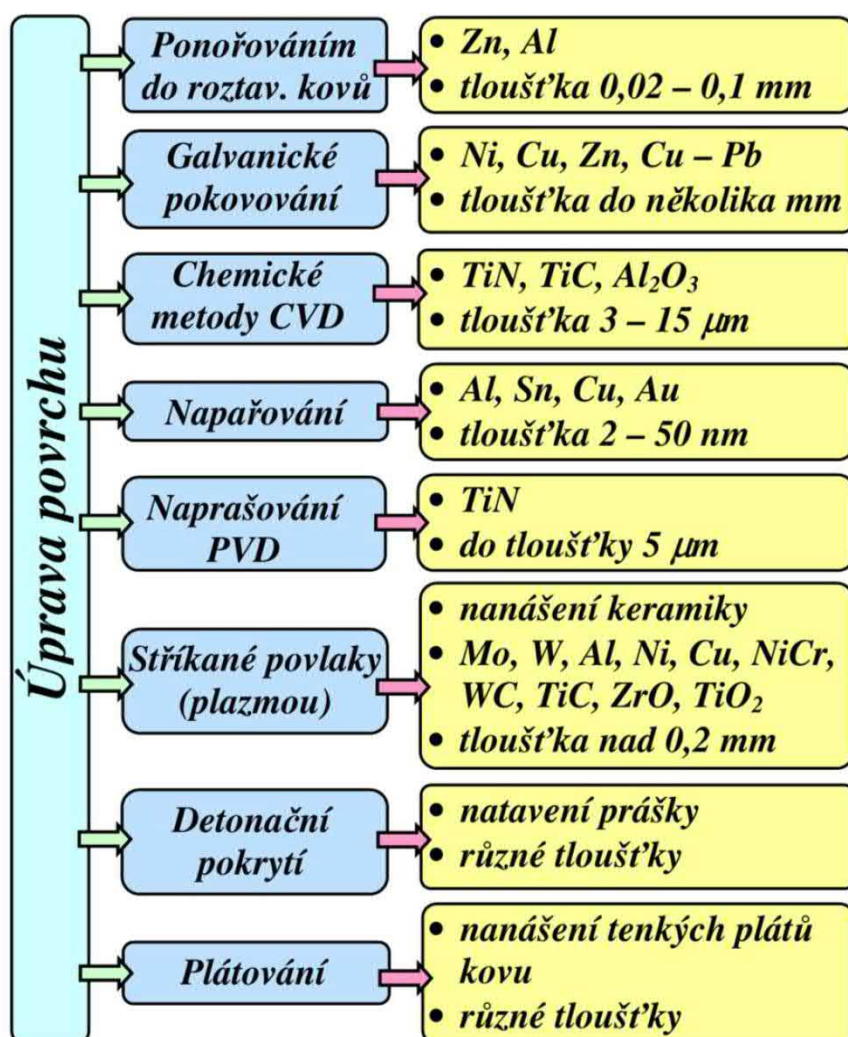 Úprava povrchu
Ponořováním
do roztav. kovů
• Zn, Al
• tloušťka 0,02 – 0,1 mm
Galvanické
pokovování
• Ni, Cu, Zn, Cu – Pb
• tloušťka do několika mm
Chemické
metody CVD
• TiN, TiC, Al₂O₃
• tloušťka 3 – 15 μm
Napařování
• Al, Sn, Cu, Au
• tloušťka 2 – 50 nm
Naprašování
PVD
• TiN
• do tloušťky 5 μm
Stříkané povlaky
(plazmou)
• nanášení keramiky
• Mo, W, Al, Ni, Cu, NiCr,
WC, TiC, ZrO, TiO₂
• tloušťka nad 0,2 mm
Detonační
pokrytí
• natavení prášky
• různé tloušťky
Plátování
• nanášení tenkých plátů
kovu
• různé tloušťky